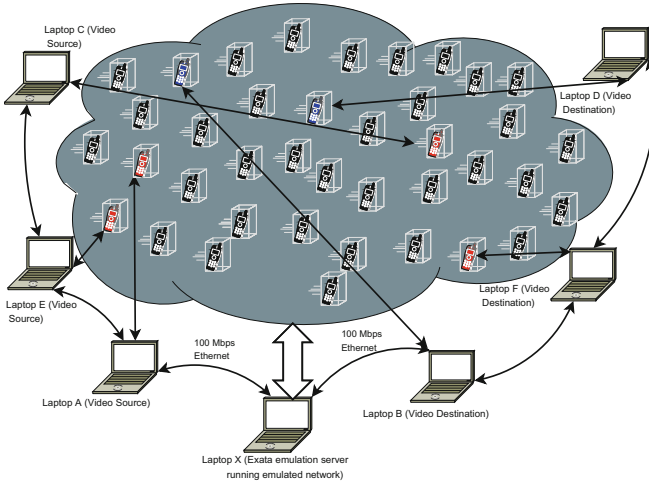 Laptop C (Video
Source)
Laptop D (Video
Destination)
Laptop E (Video
Source)
Laptop F (Video
Destination)
100 Mbps
Ethernet
100 Mbps
Ethernet
Laptop A (Video Source)
Laptop B (Video Destination)
Laptop X (Exata emulation server
running emulated network)